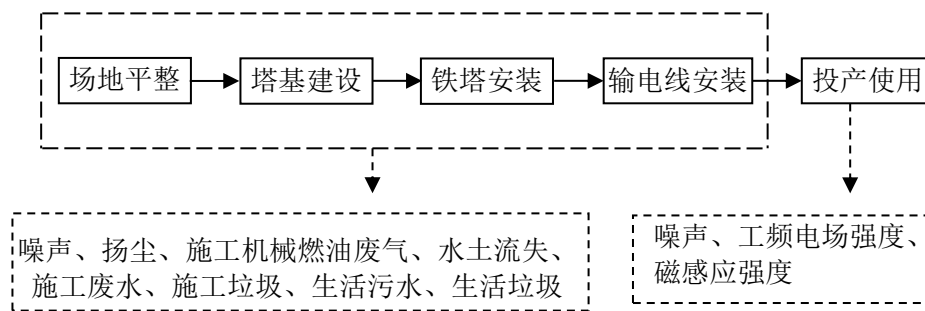 场地平整
塔基建设
铁塔安装
输电线安装
投产使用
噪声、扬尘、施工机械燃油废气、水土流失、
施工废水、施工垃圾、生活污水、生活垃圾
噪声、工频电场强度、
磁感应强度